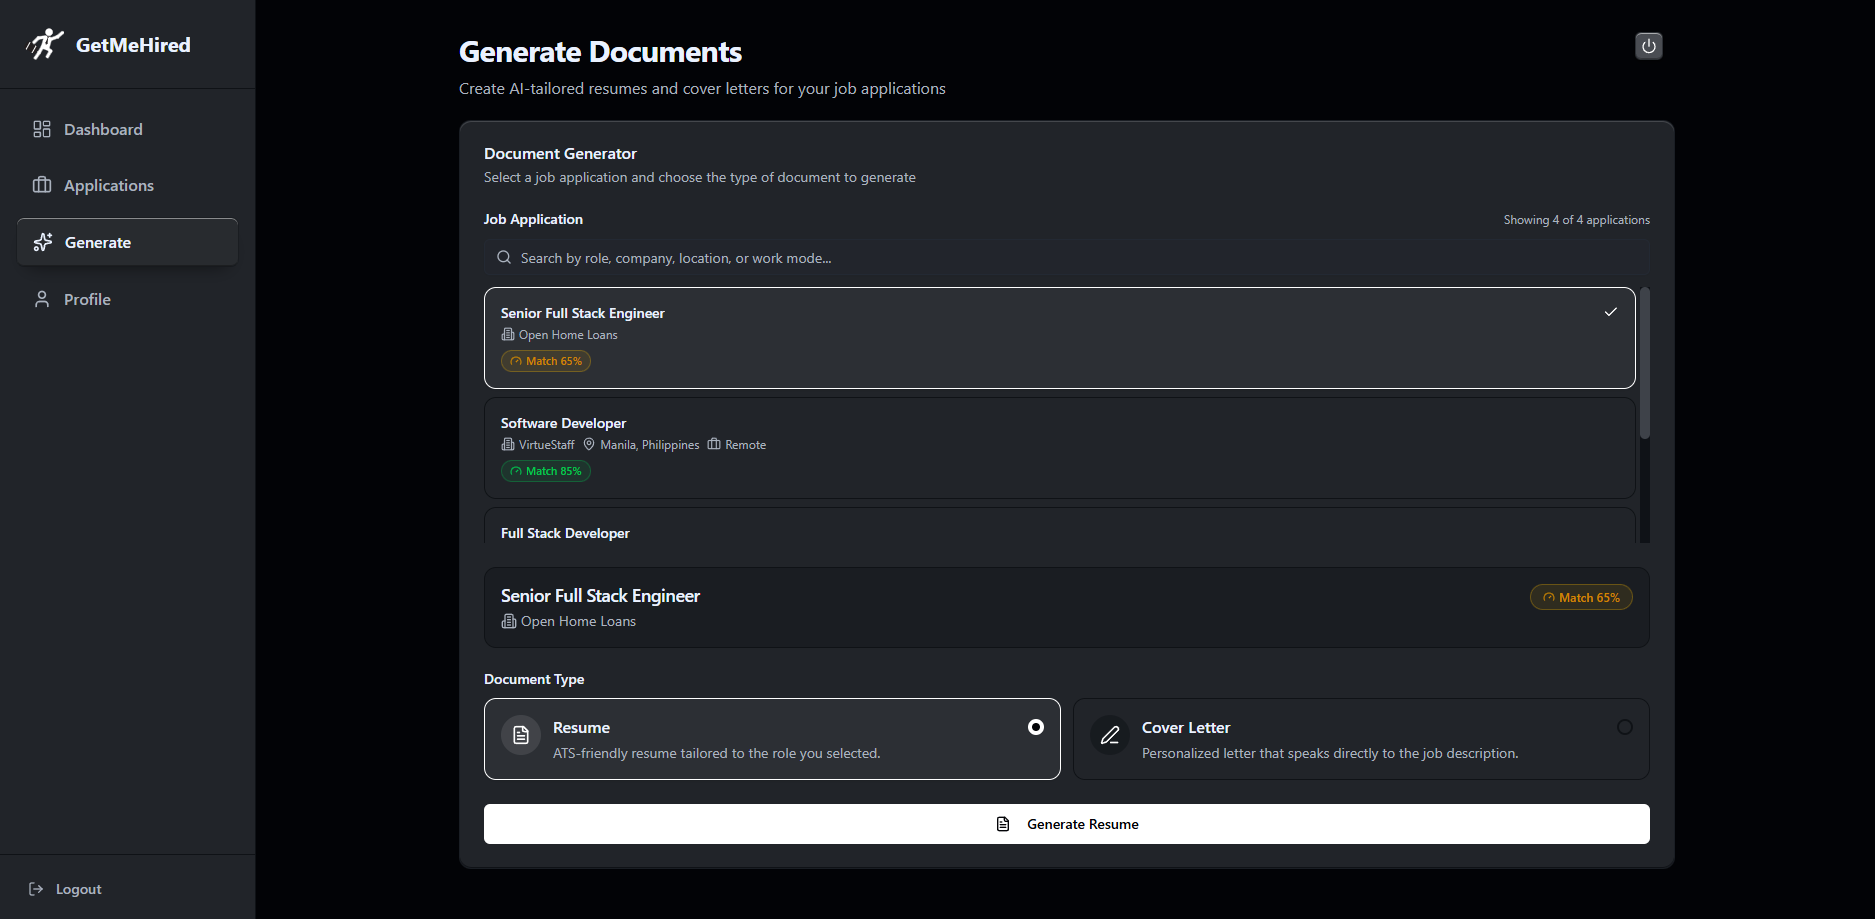 GetMeHired
Dashboard
Applications
Generate
Profile
Logout
Generate Documents
Create AI-tailored resumes and cover letters for your job applications
Document Generator
Select a job application and choose the type of document to generate
Job Application
Showing 4 of 4 applications
Search by role, company, location, or work mode...
Senior Full Stack Engineer
Open Home Loans
Match 65%
Software Developer
VirtueStaff Manila, Philippines Remote
Match 85%
Full Stack Developer
Senior Full Stack Engineer
Match 65%
Open Home Loans
Document Type
Resume
ATS-friendly resume tailored to the role you selected.
Cover Letter
Personalized letter that speaks directly to the job description.
Generate Resume